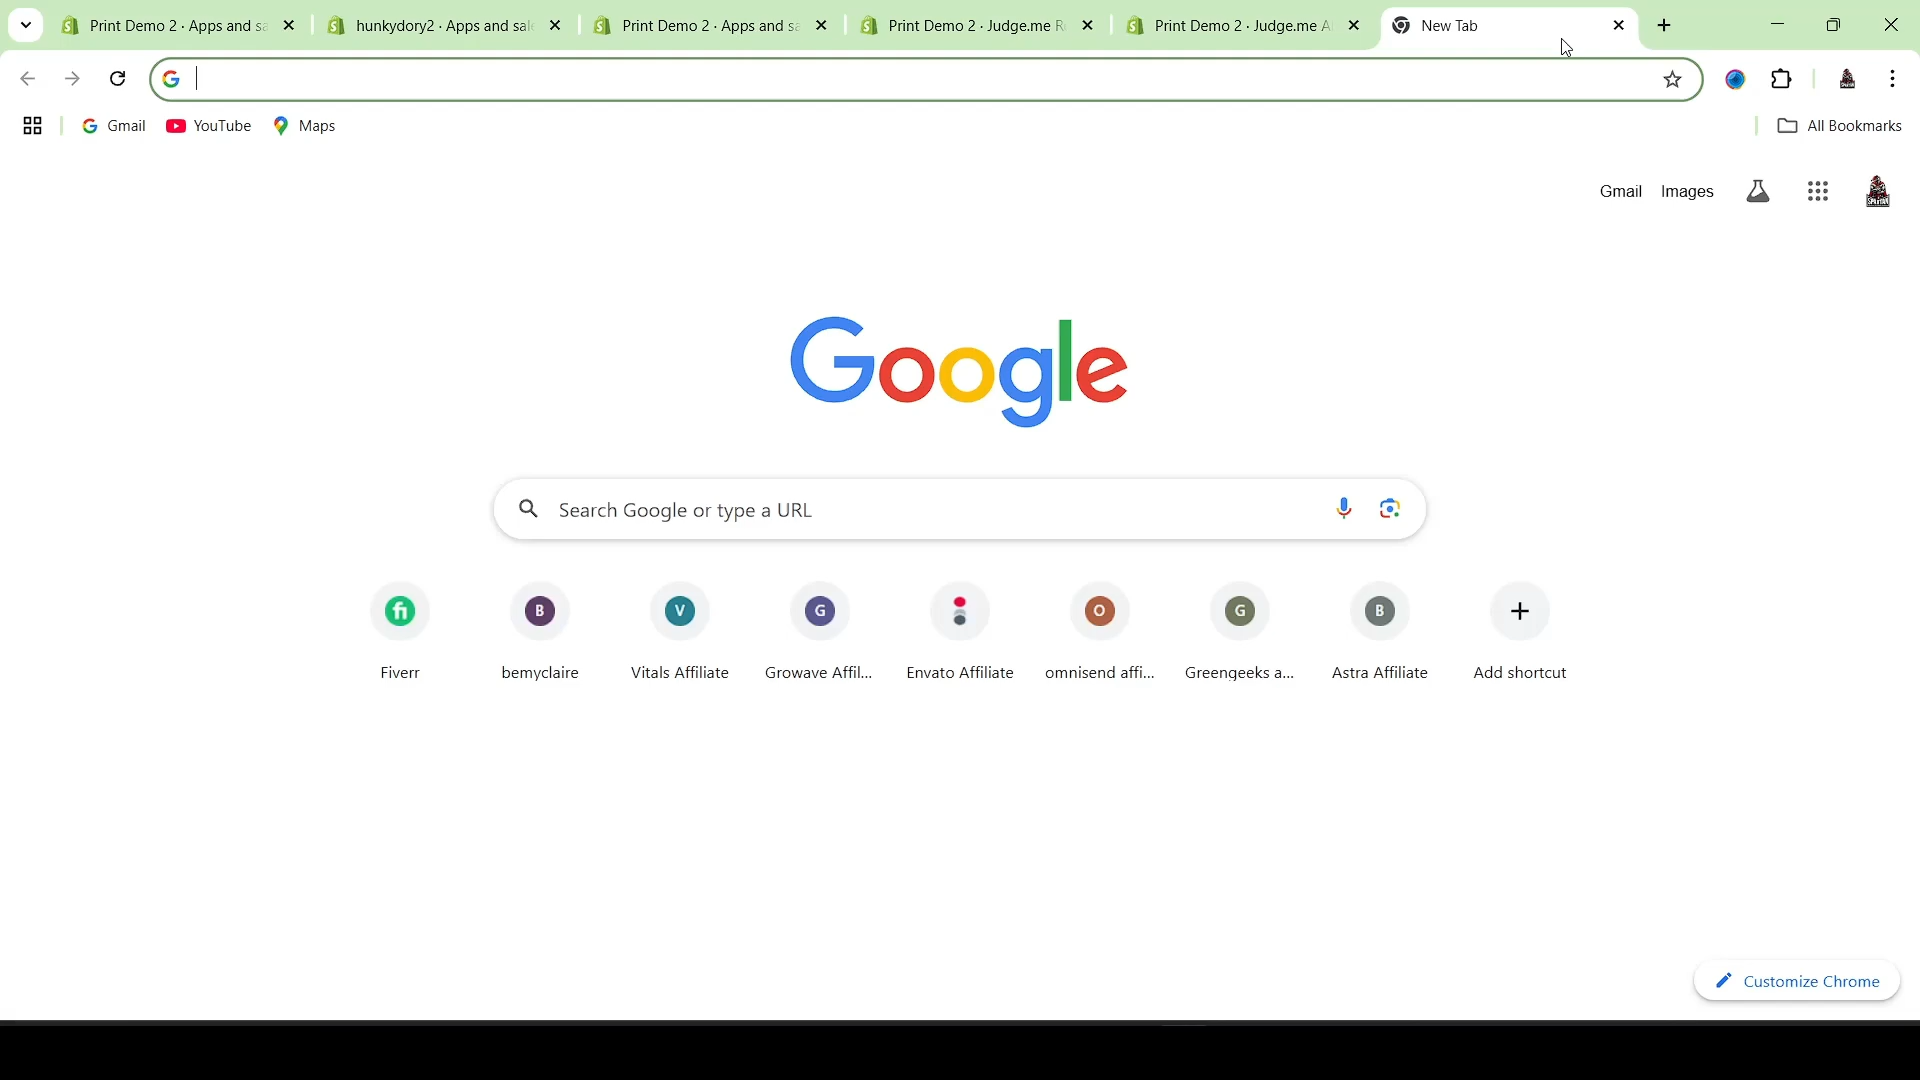 Print Demo 2 · Apps and sa
hunkydory2 · Apps and sal
Print Demo 2 · Apps and sa
Print Demo 2 · Judge.me R
Print Demo 2 · Judge.me A
New Tab
Gmail
YouTube
Maps
All Bookmarks
Gmail
Images
Google
Search Google or type a URL
Fiverr
bemyclaire
Vitals Affiliate
Growave Affil...
Envato Affiliate
omnisend affi...
Greengeeks a...
Astra Affiliate
Add shortcut
Customize Chrome